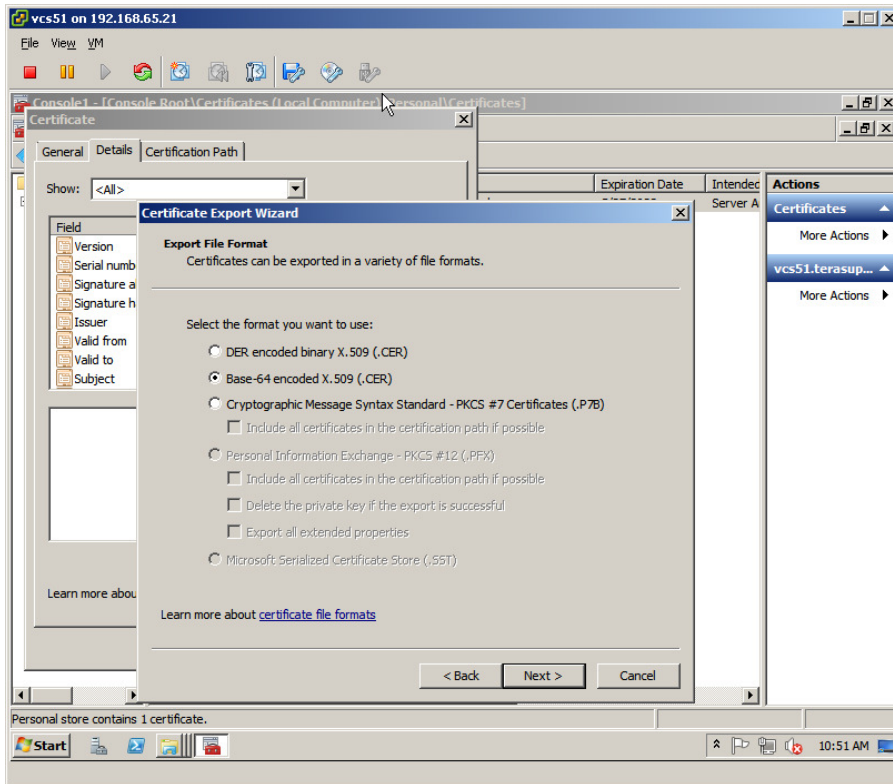 vcs51 on 192.168.65.21
File View VM
Console1 - [Console Root\Certificates (Local Computer)\Personal\Certificates]
Certificate
General Details Certification Path
Show: <All>
Expiration Date Intended Actions
Server A Certificates
More Actions
vcs51.terasup...
More Actions
Field
Version
Serial numb
Signature a
Signature h
Issuer
Valid from
Valid to
Subject
Certificate Export Wizard
Export File Format
Certificates can be exported in a variety of file formats.
Select the format you want to use:
DER encoded binary X.509 (.CER)
Base-64 encoded X.509 (.CER)
Cryptographic Message Syntax Standard - PKCS #7 Certificates (.P7B)
Include all certificates in the certification path if possible
Personal Information Exchange - PKCS #12 (.PFX)
Include all certificates in the certification path if possible
Delete the private key if the export is successful
Export all extended properties
Microsoft Serialized Certificate Store (.SST)
Learn more abou
Learn more about certificate file formats
< Back Next > Cancel
Personal store contains 1 certificate.
Start 10:51 AM